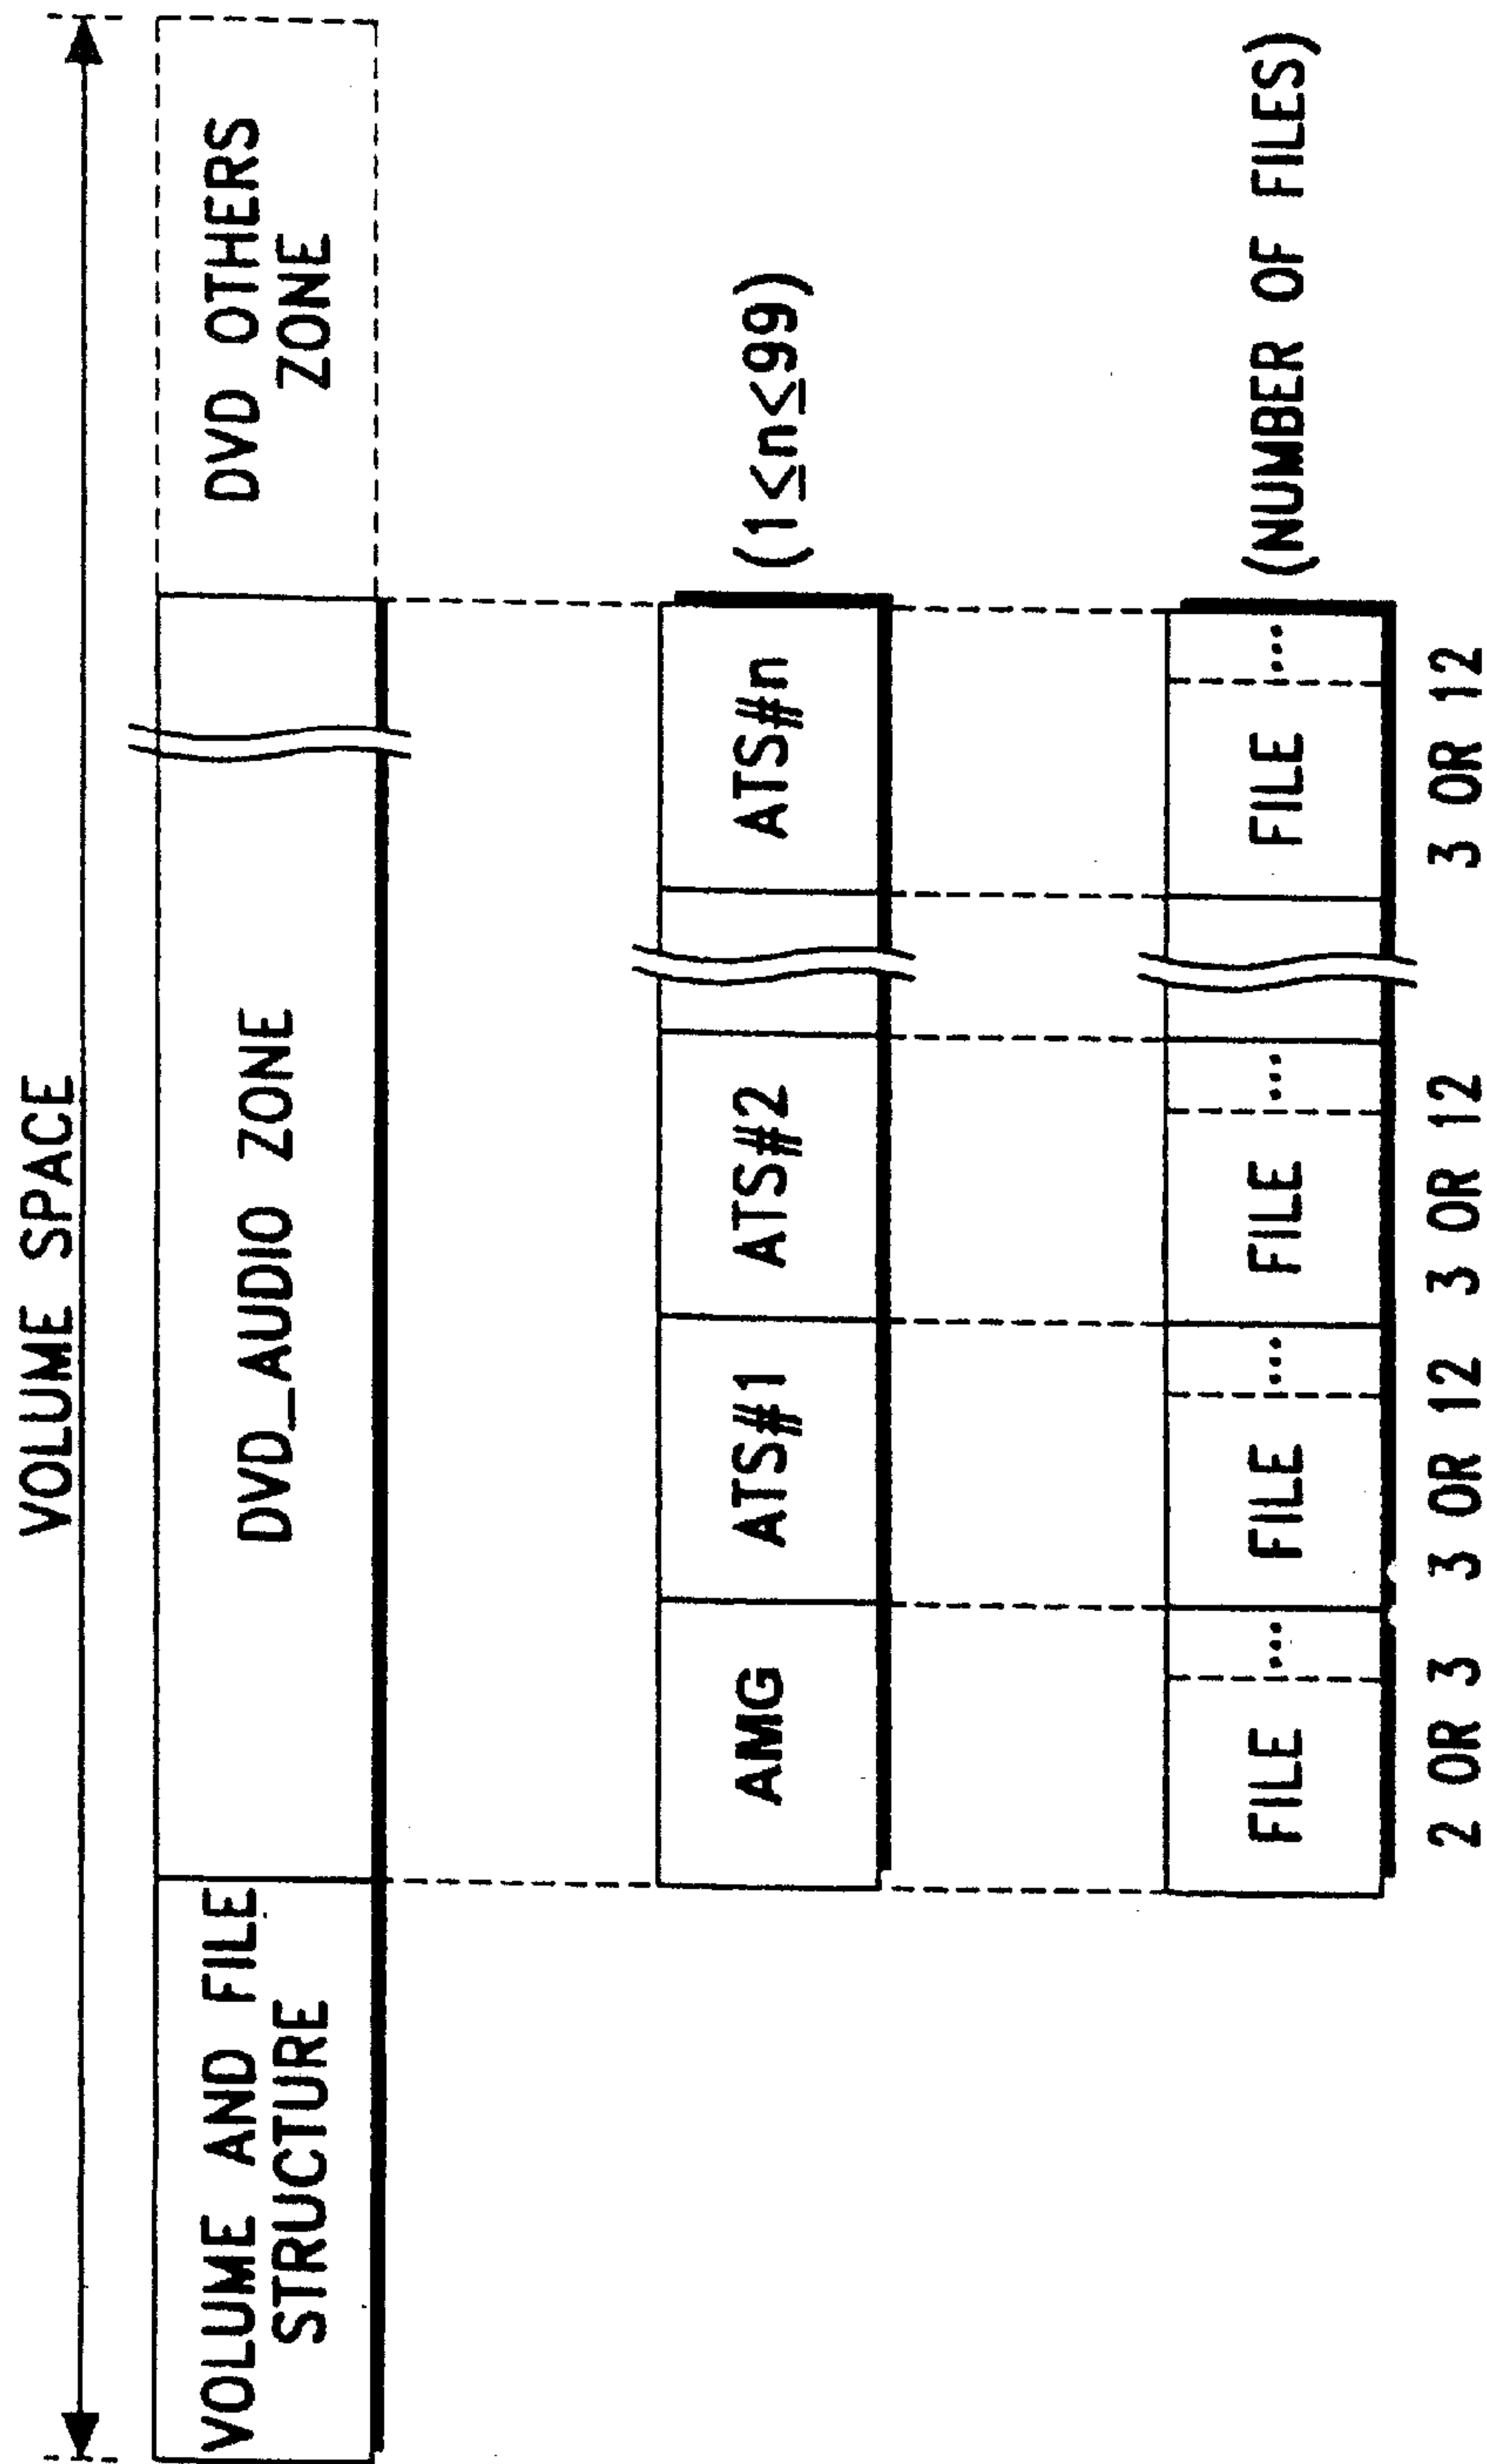 VOLUME SPACE
VOLUME AND FILE
STRUCTURE
DVD_AUDIO ZONE
DVD OTHERS
ZONE
AMG
ATS#1
ATS#2
ATS#n
(1≤n≤99)
FILE ...
FILE ...
FILE ...
FILE ...
(NUMBER OF FILES)
2 OR 3
3 OR 12
3 OR 12
3 OR 12